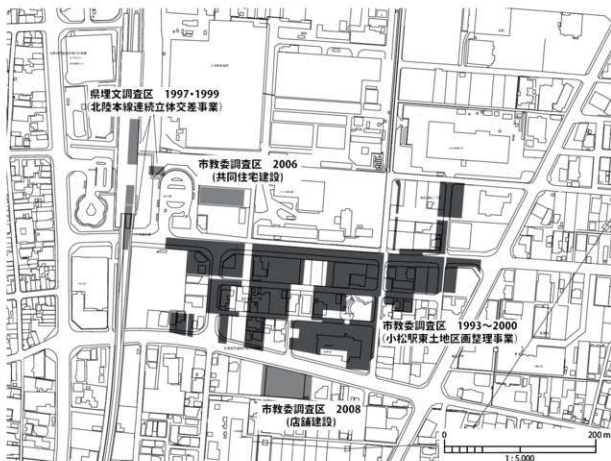 県埋文調査区 1997・1999
(北陸本線連続立体交差事業)
市教委調査区 2006
(共同住宅建設)
市教委調査区 1993～2000
(小松駅東土地区画整理事業)
市教委調査区 2008
(店舗建設)
0
200 m
1:5,000